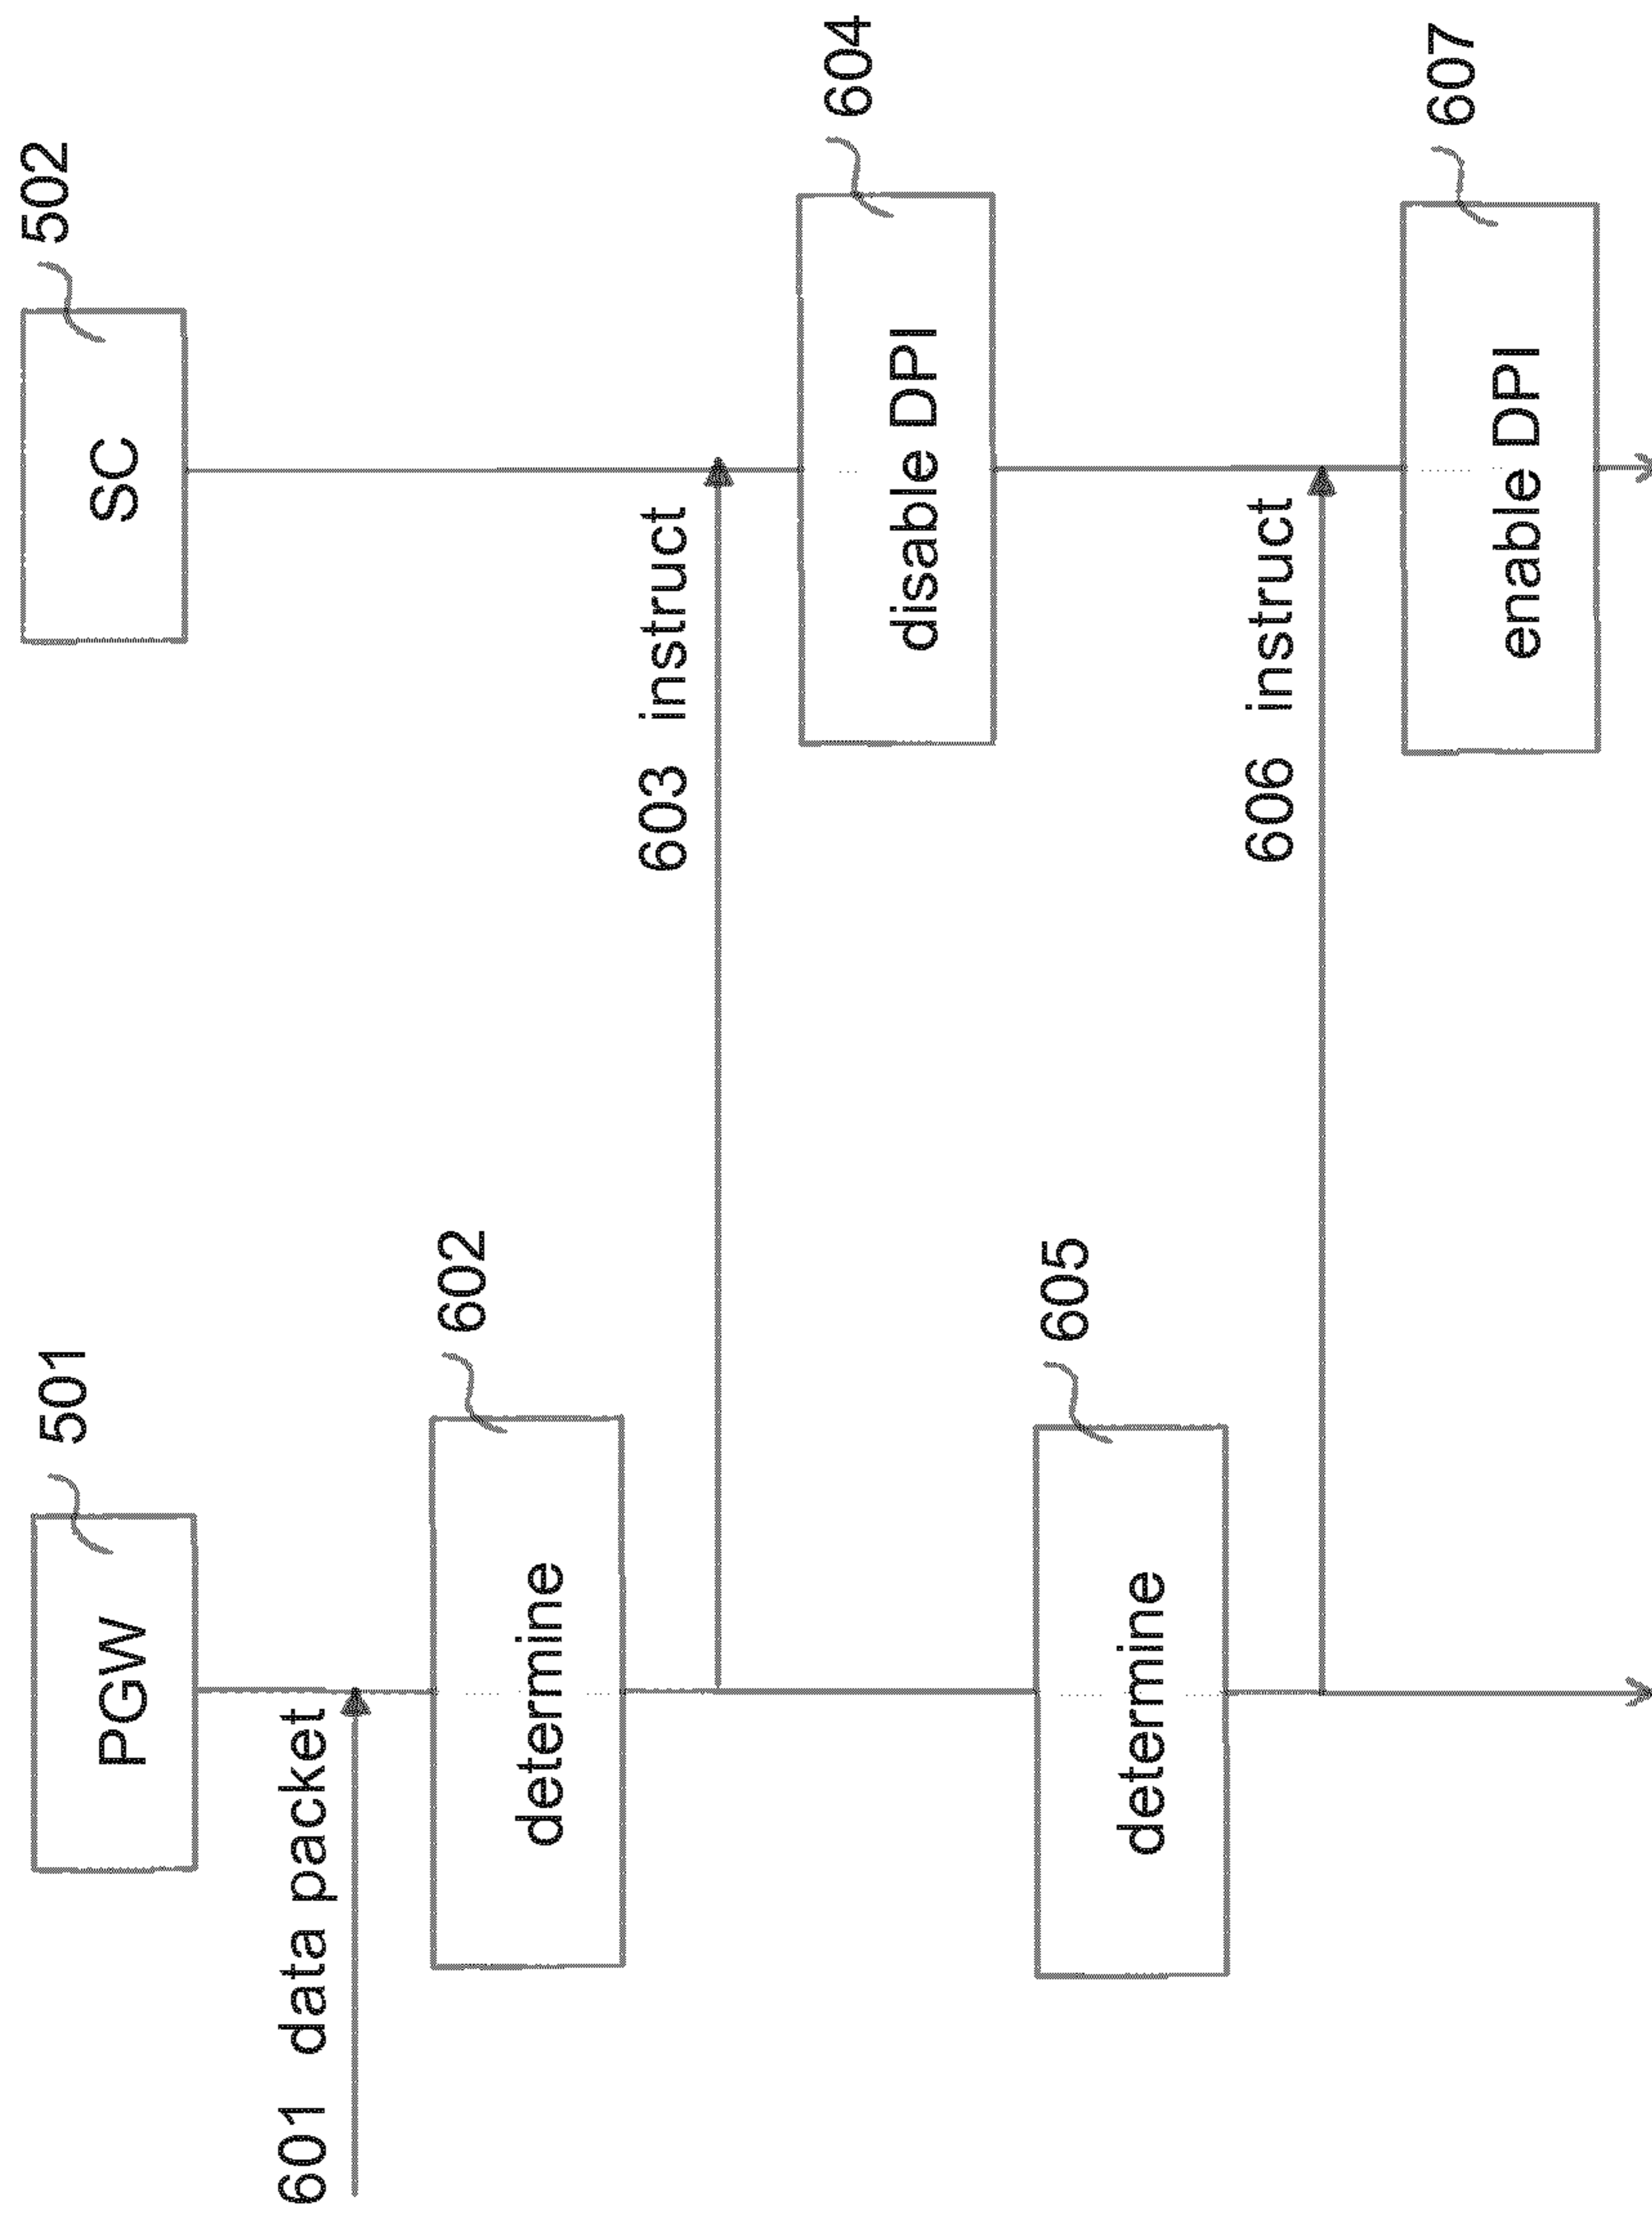 PGW
501
SC
502
601 data packet
determine
602
603 instruct
disable DPI
604
determine
605
606 instruct
enable DPI
607